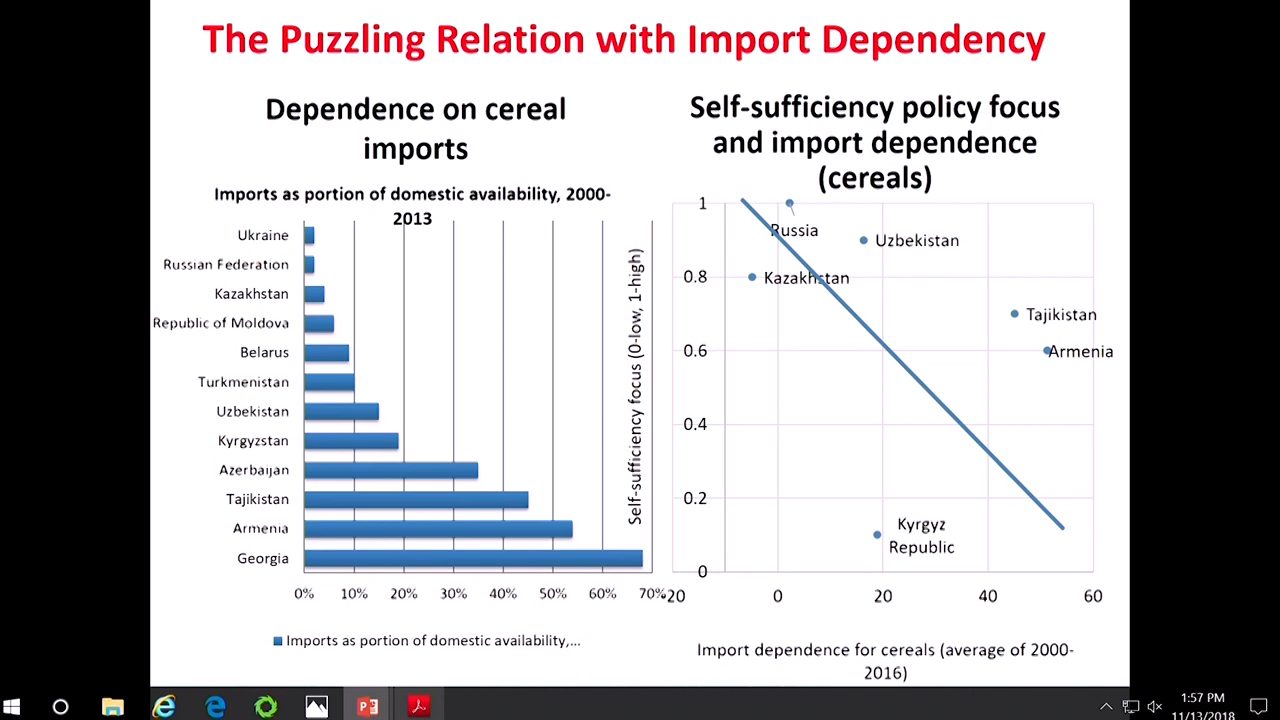 The Puzzling Relation with Import Dependency
Dependence on cereal
imports
Imports as portion of domestic availability, 2000-
2013
Ukraine
Russian Federation
Kazakhstan
Republic of Moldova
Belarus
Turkmenistan
Uzbekistan
Kyrgyzstan
Azerbaijan
Tajikistan
Armenia
Georgia
0% 10% 20% 30% 40% 50% 60% 70%
Imports as portion of domestic availability,...
Self-sufficiency policy focus
and import dependence
(cereals)
Self-sufficiency focus (0-low, 1-high)
1
0.8
0.6
0.4
0.2
0
Russia
Uzbekistan
Kazakhstan
Tajikistan
Armenia
Kyrgyz
Republic
-20 0 20 40 60
Import dependence for cereals (average of 2000-
2016)
1:57 PM
11/13/2018